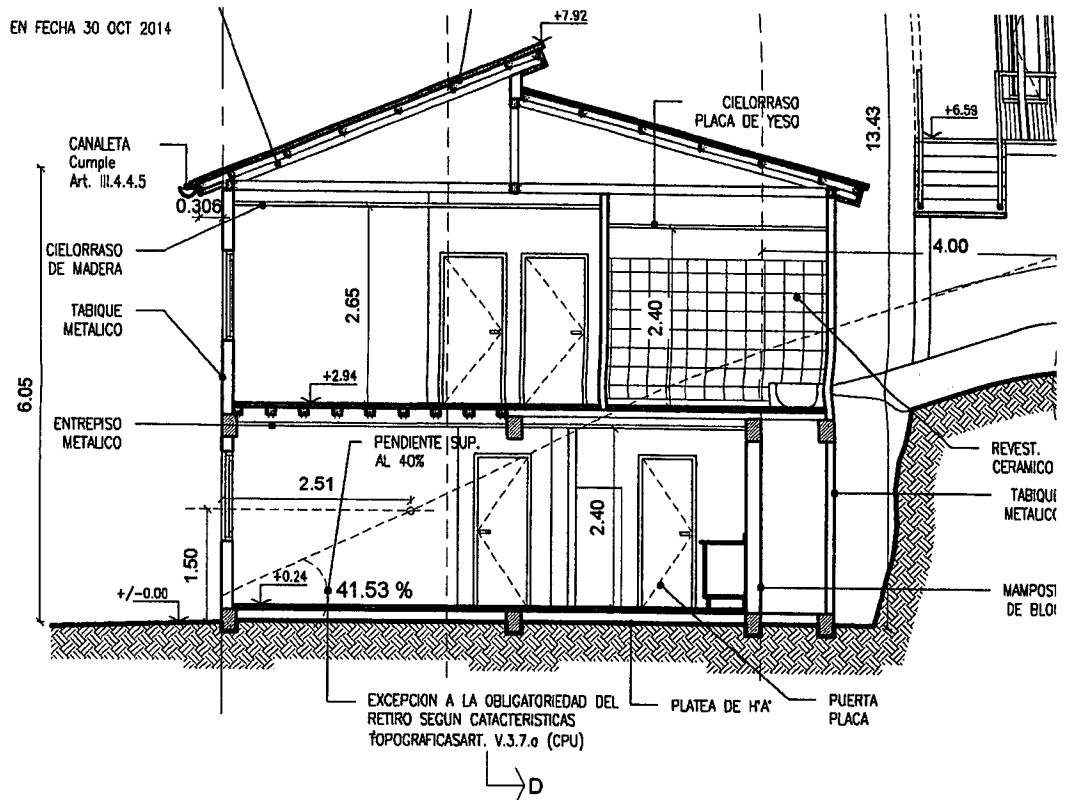 EN FECHA 30 OCT 2014
+7.92
CIELORRASO
PLACA DE YESO
+6.59
13.43
CANALETA
Cumple
Art. III.4.4.5
0.306
CIELORRASO
DE MADERA
4.00
2.65
2.40
TABIQUE
METALICO
+2.94
6.05
ENTREPISO
METALICO
PENDIENTE SUP.
AL 40%
REVEST.
CERAMICO
2.51
TABIQUE
METALICO
2.40
1.50
+0.24
41.53 %
+/-0.00
MAMPOST
DE BLO
EXCEPCION A LA OBLIGATORIEDAD DEL
RETIRO SEGUN CATACTERISTICAS
TOPOGRAFICASART. V.3.7.a (CPU)
PLATEA DE H°A°
PUERTA
PLACA
D